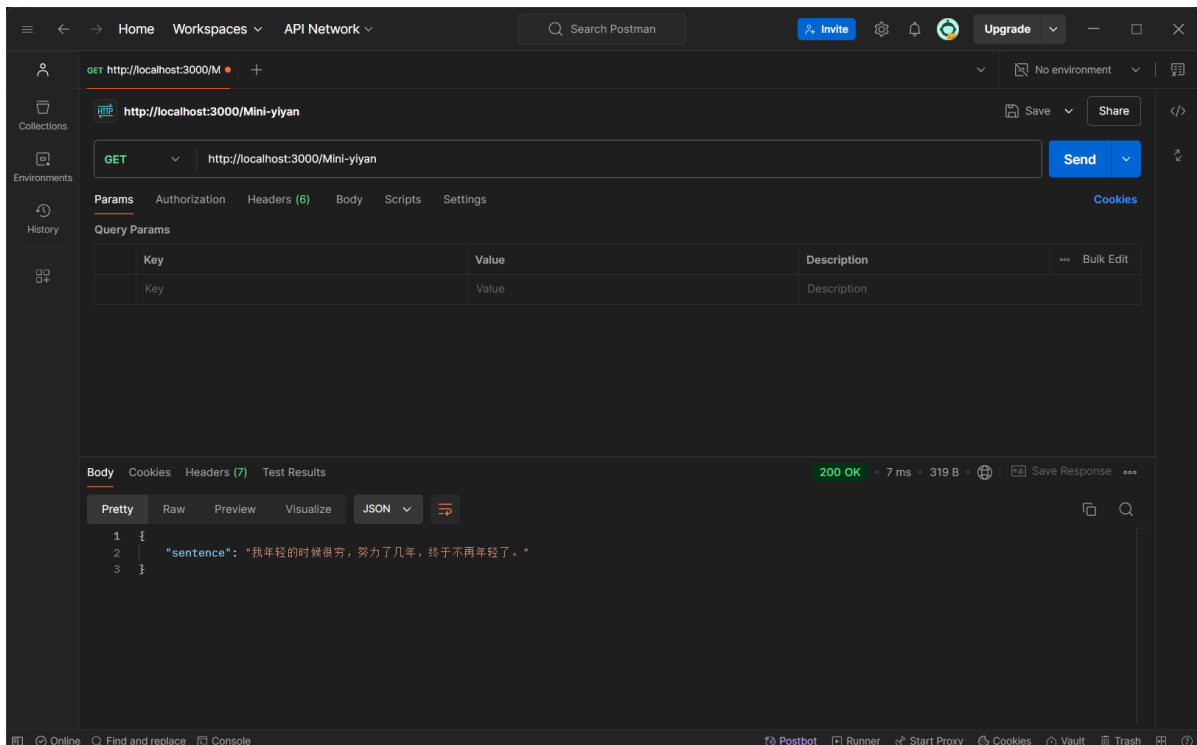 Home Workspaces API Network Search Postman Invite Upgrade
GET http://localhost:3000/M No environment
Collections
Environments
History
HTTP http://localhost:3000/Mini-yiyan Save Share
GET http://localhost:3000/Mini-yiyan Send
Params Authorization Headers (6) Body Scripts Settings Cookies
Query Params
Key Value Description Bulk Edit
Key Value Description
Body Cookies Headers (7) Test Results 200 OK 7 ms 319 B e.g. Save Response
Pretty Raw Preview Visualize JSON
1 {
2 "sentence": "我年轻的时候很穷，努力了几年，终于不再年轻了。"
3 }
Online Find and replace Console Postbot Runner Start Proxy Cookies Vault Trash